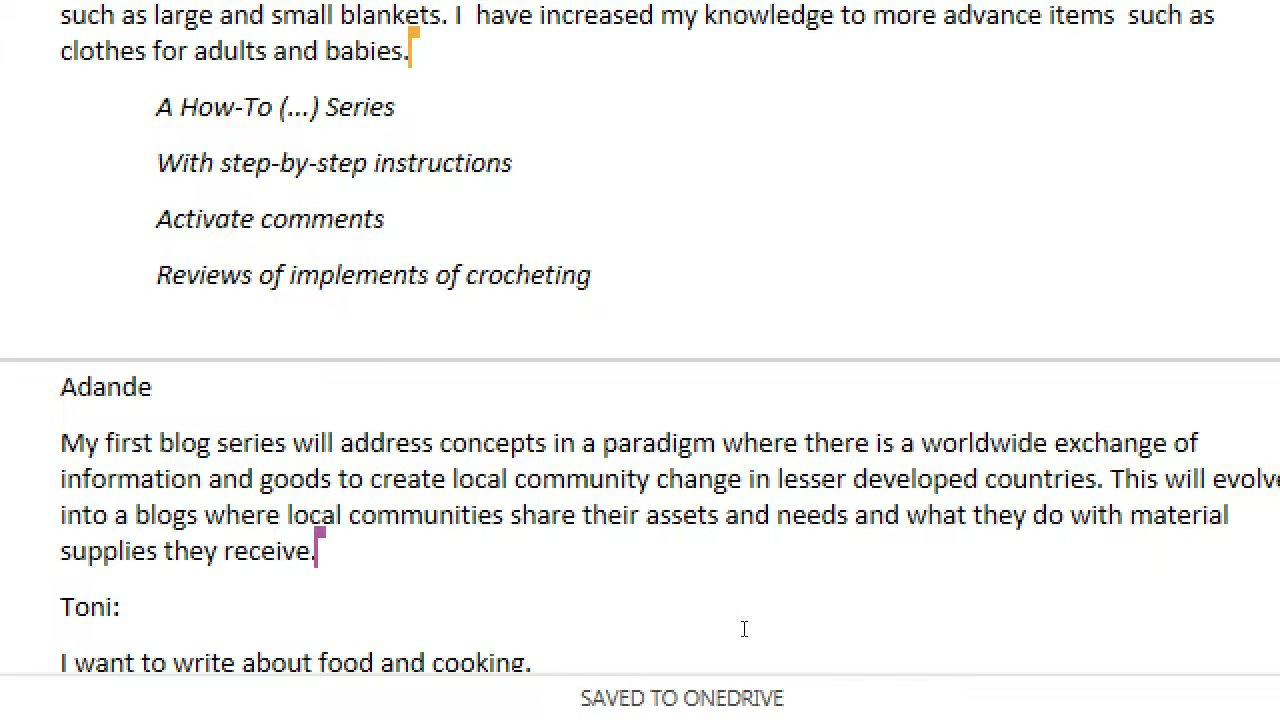 such as large and small blankets. I  have increased my knowledge to more advance items  such as
clothes for adults and babies.
A How-To (...) Series
With step-by-step instructions
Activate comments
Reviews of implements of crocheting
Adande
My first blog series will address concepts in a paradigm where there is a worldwide exchange of
information and goods to create local community change in lesser developed countries. This will evolve
into a blogs where local communities share their assets and needs and what they do with material
supplies they receive.
Toni:
I want to write about food and cooking.
SAVED TO ONEDRIVE